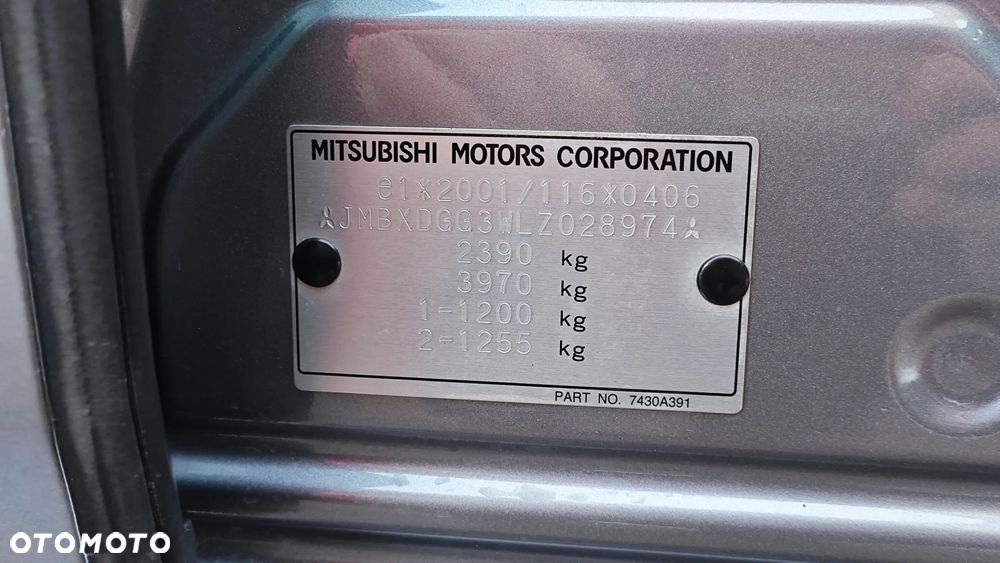 MITSUBISHI MOTORS CORPORATION
e1*2001/116*0406
JMBXDGG3WLZ028974
2390 kg
3970 kg
1-1200 kg
2-1255 kg
PART NO. 7430A391
OTOMOTO